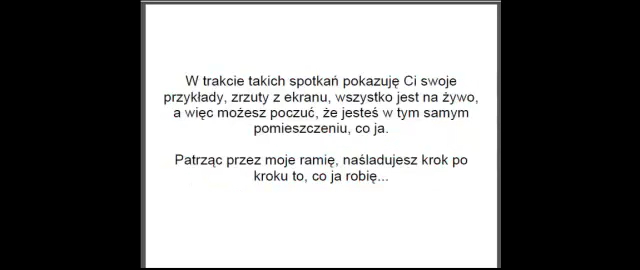 W trakcie takich spotkań pokazuję Ci swoje
przykłady, zrzuty z ekranu, wszystko jest na żywo,
a więc możesz poczuć, że jesteś w tym samym
pomieszczeniu, co ja.
Patrząc przez moje ramię, naśladujesz krok po
kroku to, co ja robię...